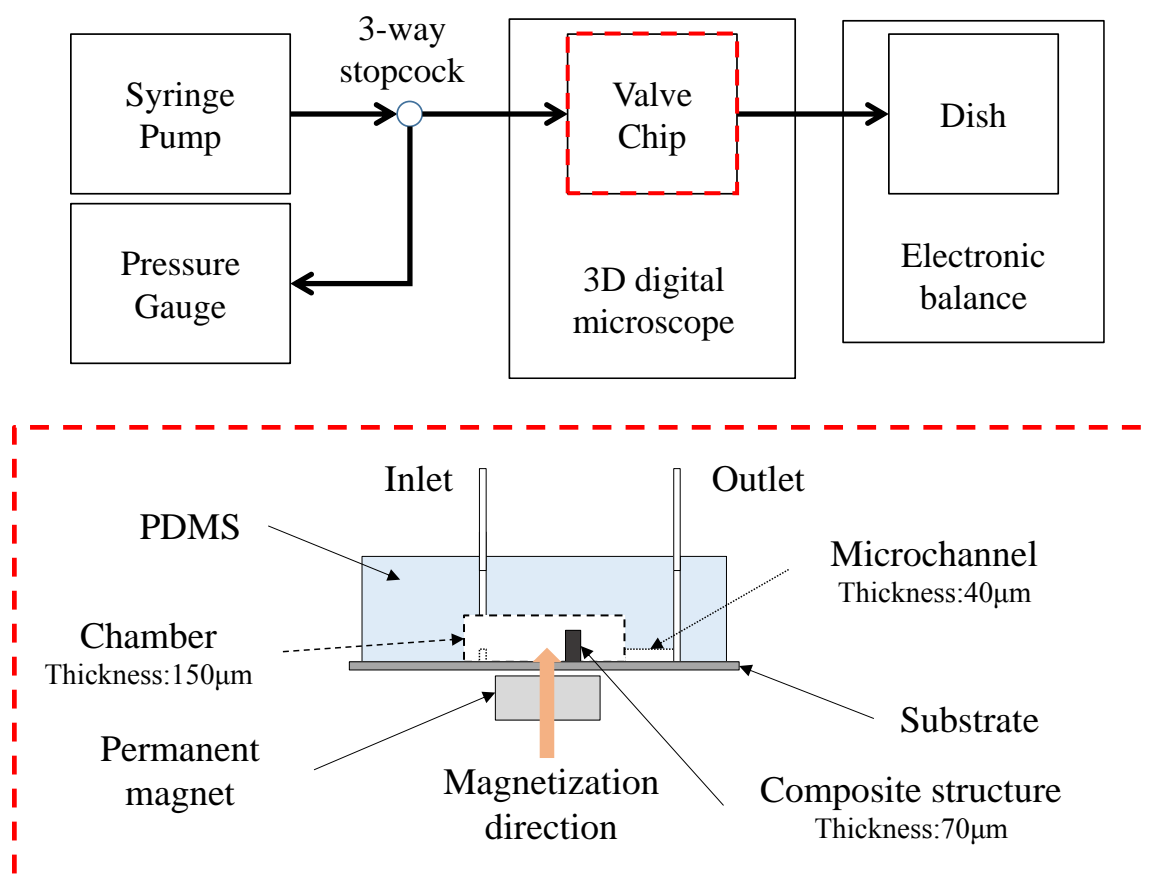 Syringe
Pump
3-way
stopcock
Valve
Chip
Dish
Pressure
Gauge
3D digital
microscope
Electronic
balance
Inlet
Outlet
PDMS
Microchannel
Thickness:40μm
Chamber
Thickness:150μm
Substrate
Permanent
magnet
Magnetization
direction
Composite structure
Thickness:70μm